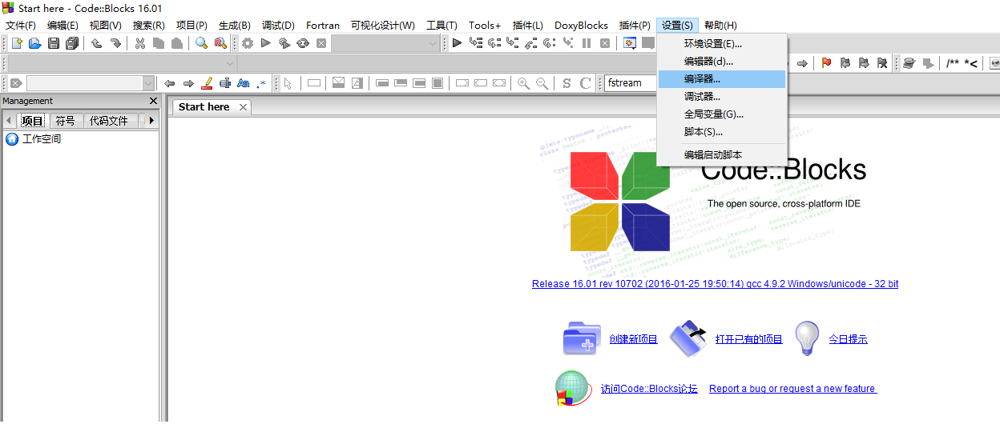 Start here - Code::Blocks 16.01
文件(F) 编辑(E) 视图(V) 搜索(R) 项目(P) 生成(B) 调试(D) Fortran 可视化设计(W) 工具(T) Tools+ 插件(L) DoxyBlocks 插件(P) 设置(S) 帮助(H)
环境设置(E)...
编辑器(d)...
编译器...
调试器...
全局变量(G)...
脚本(S)...
编辑启动脚本
/** *<
Aa .* S C fstream
Management
Start here
项目 符号 代码文件
工作空间
Code::Blocks
The open source, cross-platform IDE
Release 16.01 rev 10702 (2016-01-25 19:50:14) gcc 4.9.2 Windows/unicode - 32 bit
创建新项目 打开已有的项目 今日提示
访问Code::Blocks论坛 Report a bug or request a new feature